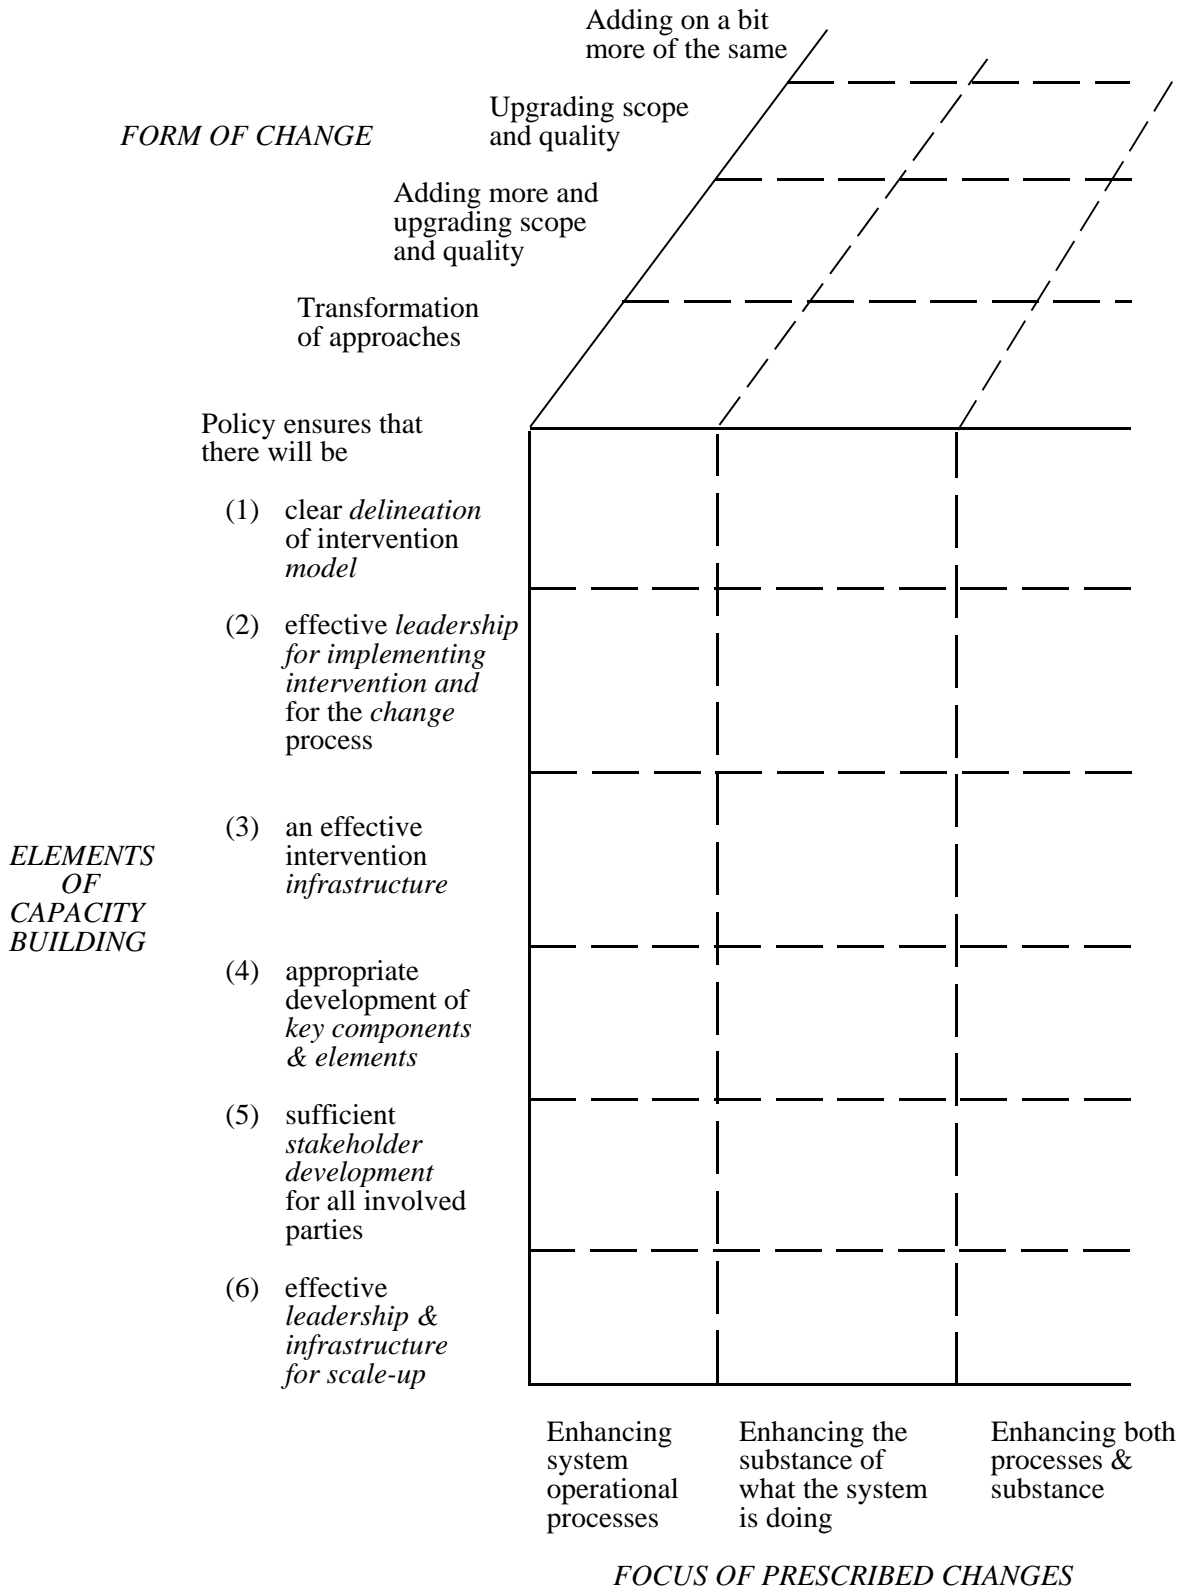 Adding on a bit
more of the same
Upgrading scope
and quality
FORM OF CHANGE
Adding more and
upgrading scope
and quality
Transformation
of approaches
Policy ensures that
there will be
(1) clear delineation
of intervention
model
(2) effective leadership
for implementing
intervention and
for the change
process
(3) an effective
intervention
infrastructure
ELEMENTS
OF
CAPACITY
BUILDING
(4) appropriate
development of
key components
& elements
(5) sufficient
stakeholder
development
for all involved
parties
(6) effective
leadership &
infrastructure
for scale-up
Enhancing
system
operational
processes
Enhancing the
substance of
what the system
is doing
Enhancing both
processes &
substance
FOCUS OF PRESCRIBED CHANGES